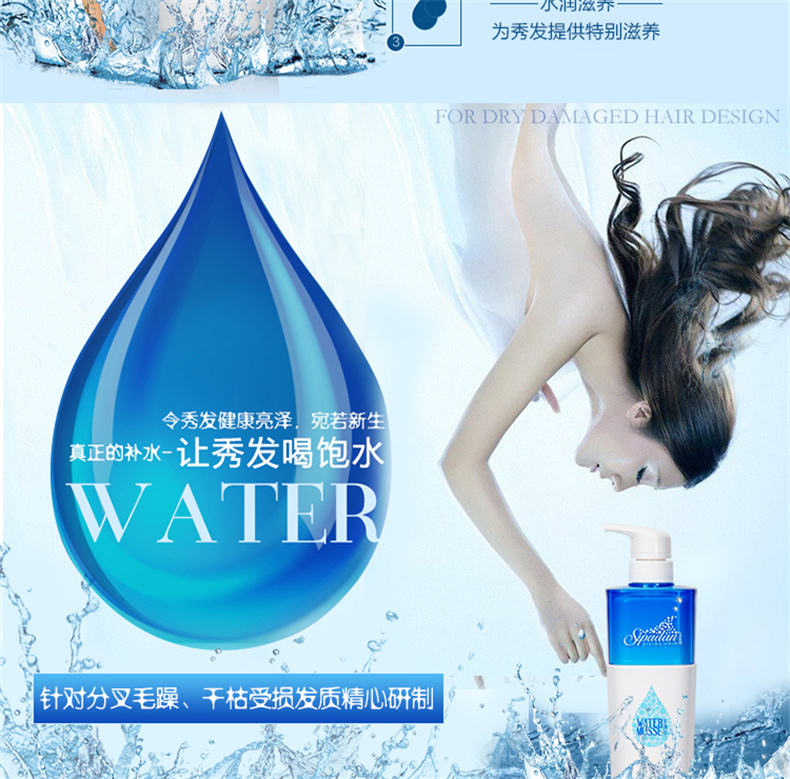 水润滋养
为秀发提供特别滋养
3
FOR DRY DAMAGED HAIR DESIGN
令秀发健康亮泽，宛若新生
真正的补水-让秀发喝饱水
WATER
Sipadan
WATER
MUSSE
针对分叉毛躁、干枯受损发质精心研制